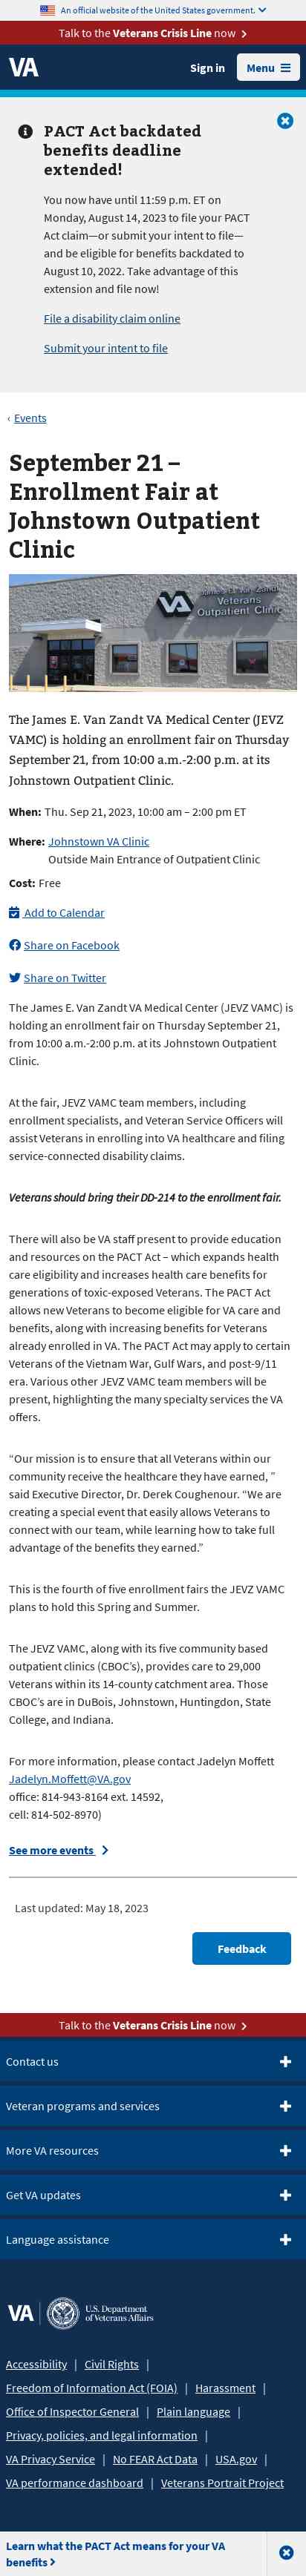 An official website of the United States government.
Talk to the Veterans Crisis Line now
VA
Sign in
Menu
PACT Act backdated
benefits deadline
extended!
You now have until 11:59 p.m. ET on
Monday, August 14, 2023 to file your PACT
Act claim—or submit your intent to file—
and be eligible for benefits backdated to
August 10, 2022. Take advantage of this
extension and file now!
File a disability claim online
Submit your intent to file
‹ Events
September 21 –
Enrollment Fair at
Johnstown Outpatient
Clinic
James E. Van Zandt
VA
Veterans
Outpatient Clinic
The James E. Van Zandt VA Medical Center (JEVZ
VAMC) is holding an enrollment fair on Thursday
September 21, from 10:00 a.m.-2:00 p.m. at its
Johnstown Outpatient Clinic.
When: Thu. Sep 21, 2023, 10:00 am – 2:00 pm ET
Where: Johnstown VA Clinic
Outside Main Entrance of Outpatient Clinic
Cost: Free
Add to Calendar
Share on Facebook
Share on Twitter
The James E. Van Zandt VA Medical Center (JEVZ VAMC) is
holding an enrollment fair on Thursday September 21,
from 10:00 a.m.-2:00 p.m. at its Johnstown Outpatient
Clinic.
At the fair, JEVZ VAMC team members, including
enrollment specialists, and Veteran Service Officers will
assist Veterans in enrolling into VA healthcare and filing
service-connected disability claims.
Veterans should bring their DD-214 to the enrollment fair.
There will also be VA staff present to provide education
and resources on the PACT Act – which expands health
care eligibility and increases health care benefits for
generations of toxic-exposed Veterans. The PACT Act
allows new Veterans to become eligible for VA care and
benefits, along with increasing benefits for Veterans
already enrolled in VA. The PACT Act may apply to certain
Veterans of the Vietnam War, Gulf Wars, and post-9/11
era. Various other JEVZ VAMC team members will be
present, highlighting the many specialty services the VA
offers.
“Our mission is to ensure that all Veterans within our
community receive the healthcare they have earned, ”
said Executive Director, Dr. Derek Coughenour. “We are
creating a special event that easily allows Veterans to
connect with our team, while learning how to take full
advantage of the benefits they earned.”
This is the fourth of five enrollment fairs the JEVZ VAMC
plans to hold this Spring and Summer.
The JEVZ VAMC, along with its five community based
outpatient clinics (CBOC’s), provides care to 29,000
Veterans within its 14-county catchment area. Those
CBOC’s are in DuBois, Johnstown, Huntingdon, State
College, and Indiana.
For more information, please contact Jadelyn Moffett
Jadelyn.Moffett@VA.gov
office: 814-943-8164 ext. 14592,
cell: 814-502-8970)
See more events
Last updated: May 18, 2023
Feedback
Talk to the Veterans Crisis Line now
Contact us
Veteran programs and services
More VA resources
Get VA updates
Language assistance
VA
U.S. Department
of Veterans Affairs
Accessibility | Civil Rights |
Freedom of Information Act (FOIA) | Harassment |
Office of Inspector General | Plain language |
Privacy, policies, and legal information |
VA Privacy Service | No FEAR Act Data | USA.gov |
VA performance dashboard | Veterans Portrait Project
Learn what the PACT Act means for your VA
benefits